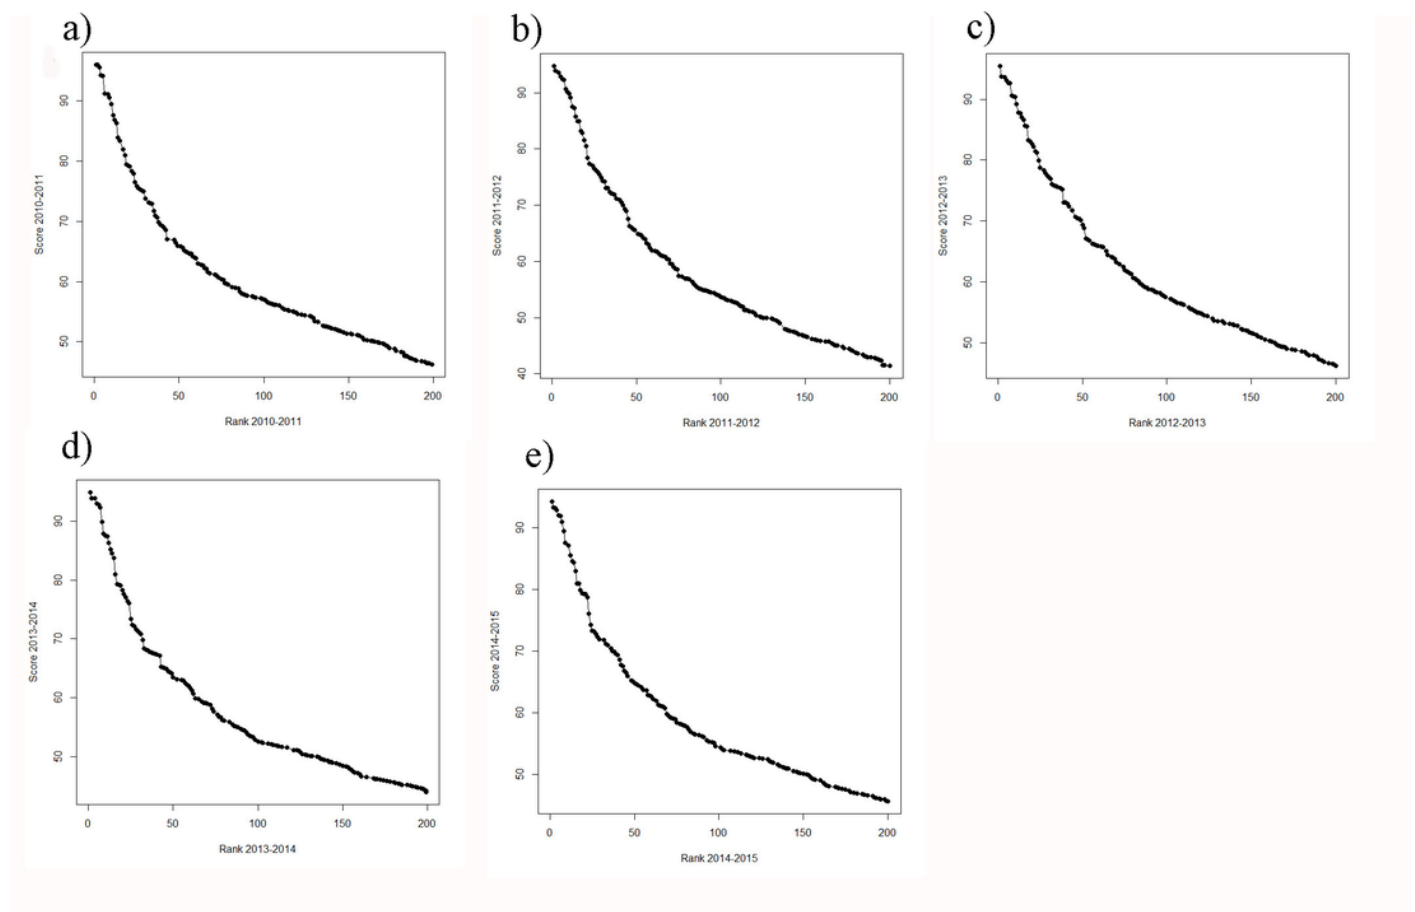 a)
90
80
70
60
50
Score 2010-2011
0 50 100 150 200
Rank 2010-2011
b)
90
80
70
60
50
40
Score 2011-2012
0 50 100 150 200
Rank 2011-2012
c)
90
80
70
60
50
Score 2012-2013
0 50 100 150 200
Rank 2012-2013
d)
90
80
70
60
50
Score 2013-2014
0 50 100 150 200
Rank 2013-2014
e)
90
80
70
60
50
Score 2014-2015
0 50 100 150 200
Rank 2014-2015